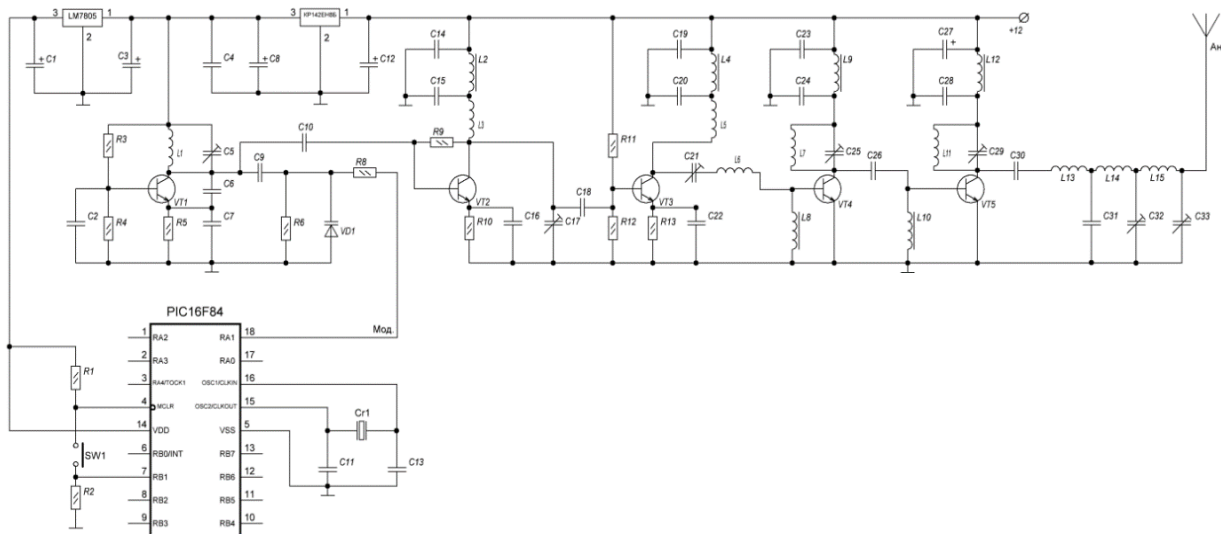 3 LM7805 1
2
3 КР142ЕН8Б 1
2
+12
Ан
C1
C3
C4
C8
C12
C14
C15
L2
L3
C19
C20
L4
L5
C23
C24
L9
C27
C28
L12
R3
L1
C5
C10
R9
R11
C21
L6
L7
C25
C26
L11
C29
C30
C9
R8
C6
VT1
C2
R4
R5
C7
R6
VD1
VT2
R10
C16
C17
C18
R12
VT3
R13
C22
L8
VT4
L10
VT5
L13
L14
L15
C31
C32
C33
PIC16F84
1 RA2
RA1 18
Мод.
2 RA3
RA0 17
3 RA4/TOCK1
OSC1/CLKIN 16
4 MCLR
OSC2/CLKOUT 15
14 VDD
VSS 5
6 RB0/INT
RB7 13
7 RB1
RB6 12
8 RB2
RB5 11
9 RB3
RB4 10
R1
SW1
R2
Cr1
C11
C13